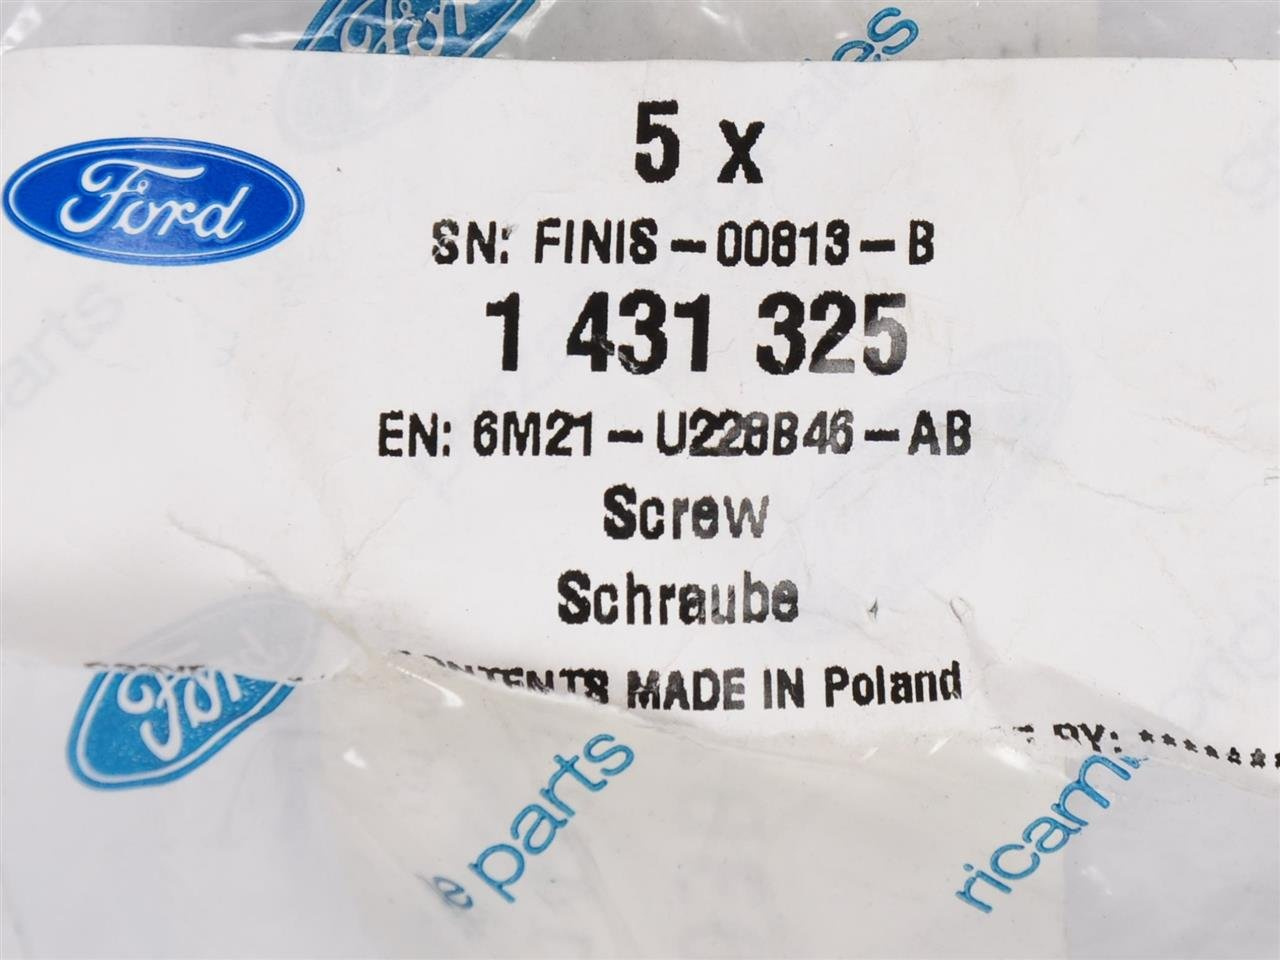 Ford
5 x
SN: FINIS-00813-B
1 431 325
EN: 6M21-U228B46-AB
Screw
Schraube
CONTENTS MADE IN Poland
BY: *******
Ford
parts